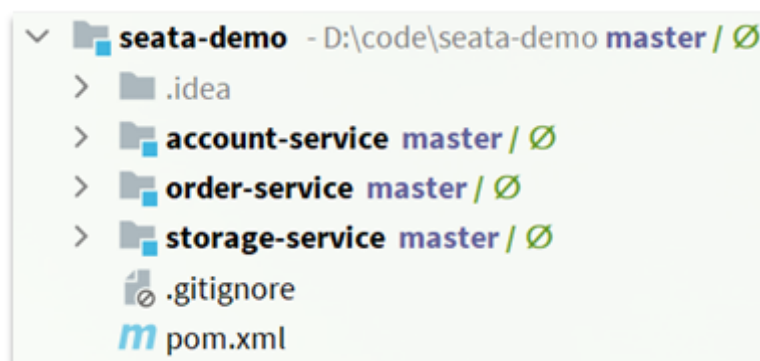 seata-demo - D:\code\seata-demo master / Ø
.idea
account-service master / Ø
order-service master / Ø
storage-service master / Ø
.gitignore
m pom.xml